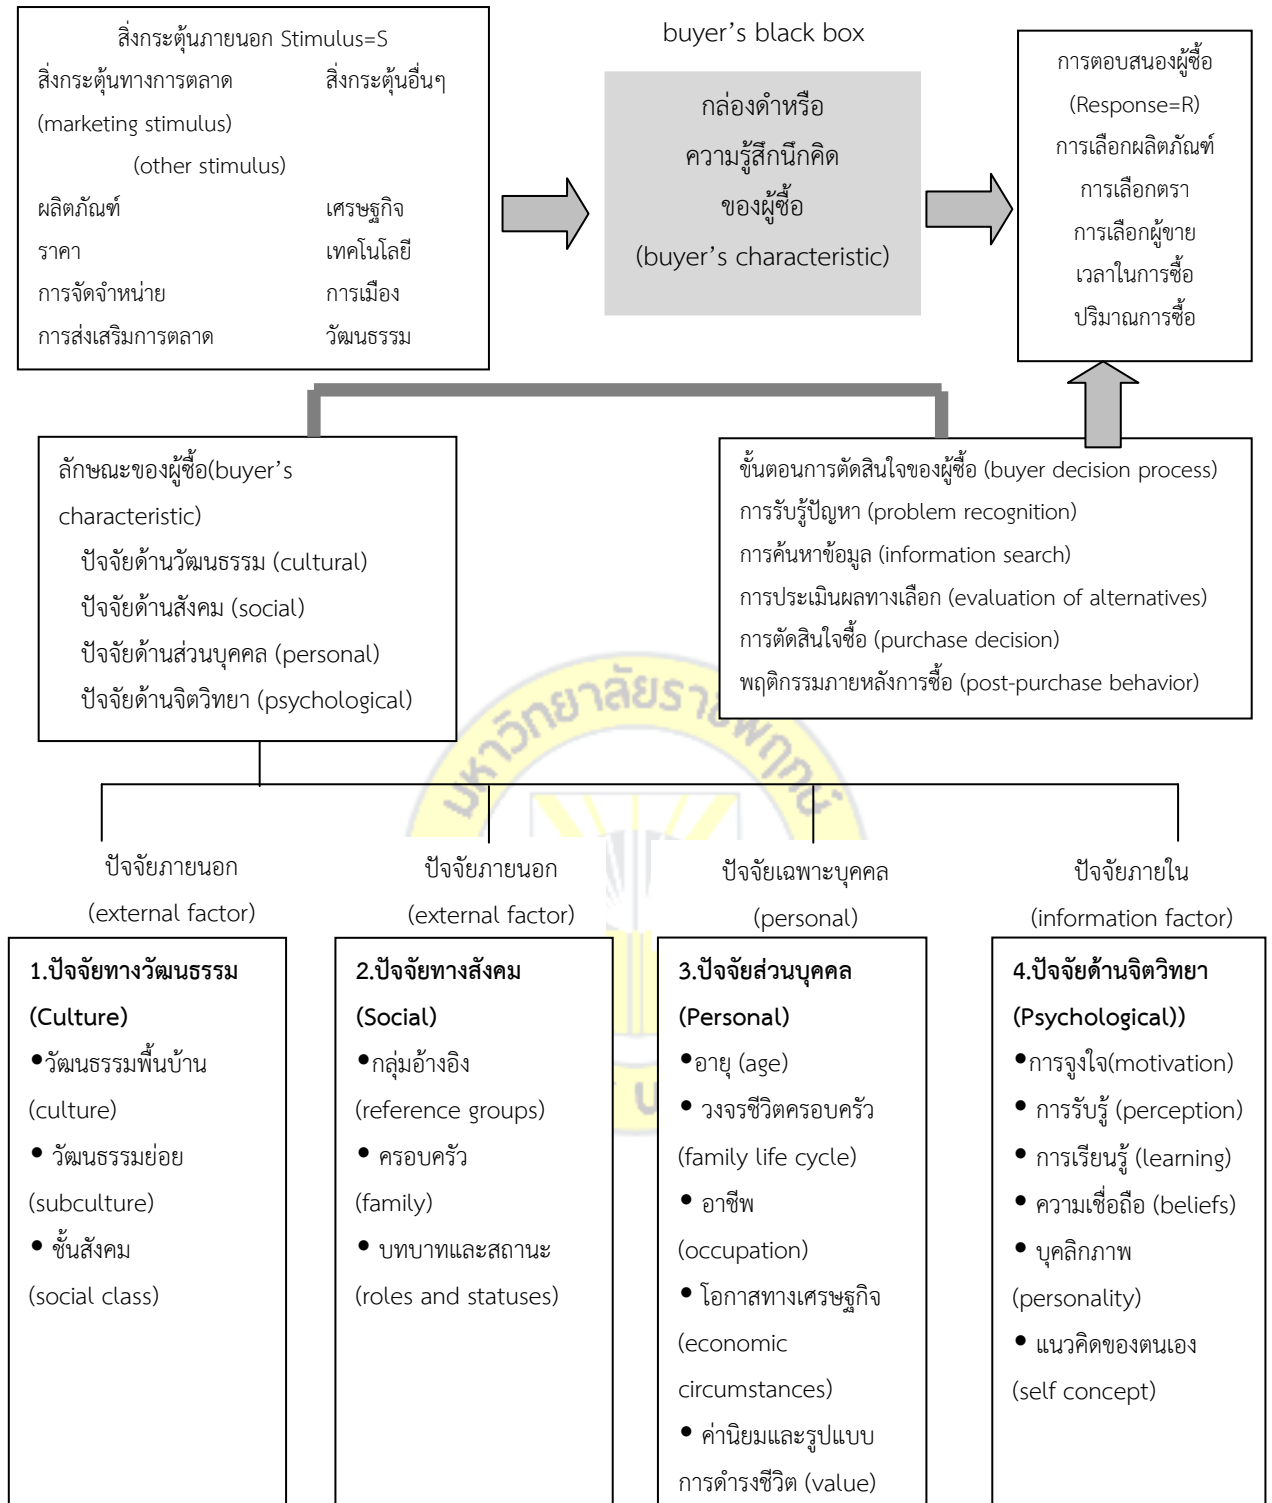 สิ่งกระตุ้นภายนอก Stimulus=S
สิ่งกระตุ้นทางการตลาด สิ่งกระตุ้นอื่นๆ
(marketing stimulus)
(other stimulus)
ผลิตภัณฑ์ เศรษฐกิจ
ราคา เทคโนโลยี
การจัดจำหน่าย การเมือง
การส่งเสริมการตลาด วัฒนธรรม
buyer's black box
กล่องดำหรือ
ความรู้สึกนึกคิด
ของผู้ซื้อ
(buyer's characteristic)
การตอบสนองผู้ซื้อ
(Response=R)
การเลือกผลิตภัณฑ์
การเลือกตรา
การเลือกผู้ขาย
เวลาในการซื้อ
ปริมาณการซื้อ
ลักษณะของผู้ซื้อ(buyer's
characteristic)
ปัจจัยด้านวัฒนธรรม (cultural)
ปัจจัยด้านสังคม (social)
ปัจจัยด้านส่วนบุคคล (personal)
ปัจจัยด้านจิตวิทยา (psychological)
ขั้นตอนการตัดสินใจของผู้ซื้อ (buyer decision process)
การรับรู้ปัญหา (problem recognition)
การค้นหาข้อมูล (information search)
การประเมินผลทางเลือก (evaluation of alternatives)
การตัดสินใจซื้อ (purchase decision)
พฤติกรรมภายหลังการซื้อ (post-purchase behavior)
มหาวิทยาลัยราชพฤกษ์
ปัจจัยภายนอก
(external factor)
1.ปัจจัยทางวัฒนธรรม
(Culture)
•วัฒนธรรมพื้นบ้าน
(culture)
• วัฒนธรรมย่อย
(subculture)
• ชั้นสังคม
(social class)
ปัจจัยภายนอก
(external factor)
2.ปัจจัยทางสังคม
(Social)
•กลุ่มอ้างอิง
(reference groups)
• ครอบครัว
(family)
• บทบาทและสถานะ
(roles and statuses)
ปัจจัยเฉพาะบุคคล
(personal)
3.ปัจจัยส่วนบุคคล
(Personal)
•อายุ (age)
• วงจรชีวิตครอบครัว
(family life cycle)
• อาชีพ
(occupation)
• โอกาสทางเศรษฐกิจ
(economic
circumstances)
• ค่านิยมและรูปแบบ
การดำรงชีวิต (value)
ปัจจัยภายใน
(information factor)
4.ปัจจัยด้านจิตวิทยา
(Psychological))
•การจูงใจ(motivation)
• การรับรู้ (perception)
• การเรียนรู้ (learning)
• ความเชื่อถือ (beliefs)
• บุคลิกภาพ
(personality)
• แนวคิดของตนเอง
(self concept)